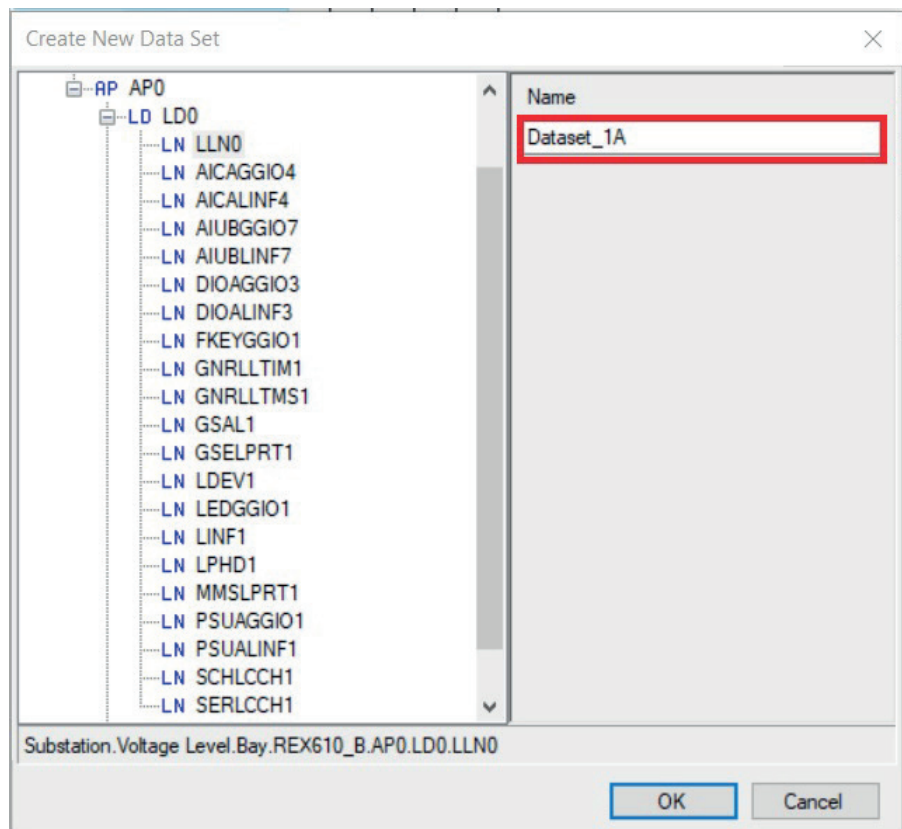 Create New Data Set
AP AP0
LD LD0
LN LLN0
LN AICAGGIO4
LN AICALINF4
LN AIUBGGIO7
LN AIUBLINF7
LN DIOAGGIO3
LN DIOALINF3
LN FKEYGGIO1
LN GNRLLTIM1
LN GNRLLTMS1
LN GSAL1
LN GSELPRT1
LN LDEV1
LN LEDGGIO1
LN LINF1
LN LPHD1
LN MMSLPRT1
LN PSUAGGIO1
LN PSUALINF1
LN SCHLCCH1
LN SERLCCH1
Name
Dataset_1A
Substation.Voltage Level.Bay.REX610_B.AP0.LD0.LLN0
OK Cancel